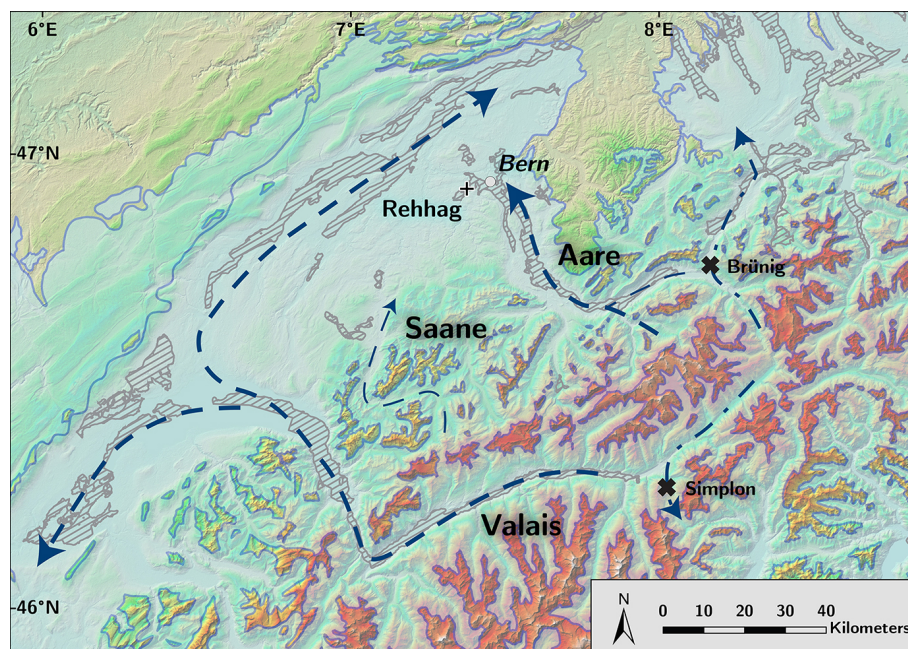 6°E
7°E
8°E
47°N
Bern
Rehhag
Aare
Brünig
Saane
Simplon
Valais
46°N
N
0 10 20 30 40
Kilometers